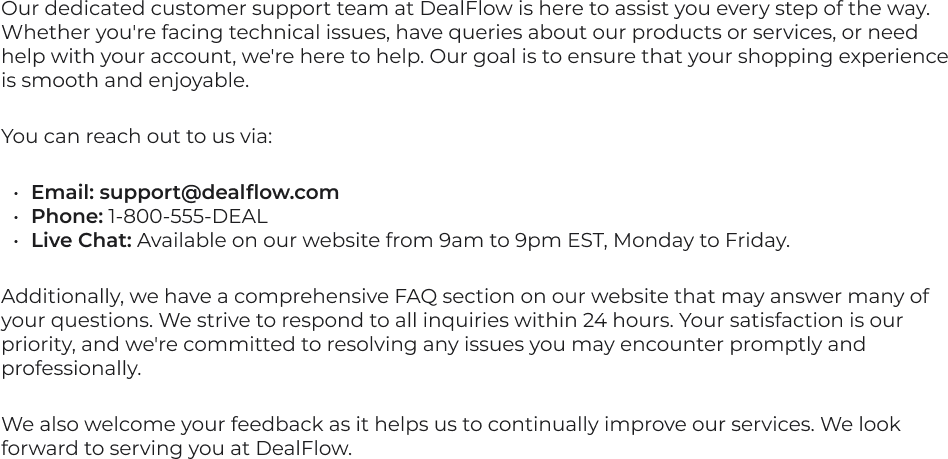 Our dedicated customer support team at DealFlow is here to assist you every step of the way.
Whether you're facing technical issues, have queries about our products or services, or need
help with your account, we're here to help. Our goal is to ensure that your shopping experience
is smooth and enjoyable.
You can reach out to us via:
• Email: support@dealflow.com
• Phone: 1-800-555-DEAL
• Live Chat: Available on our website from 9am to 9pm EST, Monday to Friday.
Additionally, we have a comprehensive FAQ section on our website that may answer many of
your questions. We strive to respond to all inquiries within 24 hours. Your satisfaction is our
priority, and we're committed to resolving any issues you may encounter promptly and
professionally.
We also welcome your feedback as it helps us to continually improve our services. We look
forward to serving you at DealFlow.